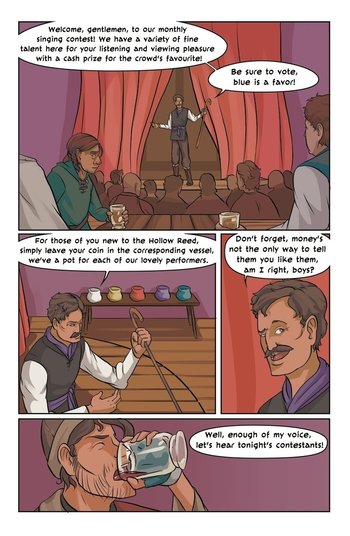 Welcome, gentlemen, to our monthly
singing contest! We have a variety of fine
talent here for your listening and viewing pleasure
with a cash prize for the crowd's favourite!
Be sure to vote,
blue is a favor!
For those of you new to the Hollow Reed,
simply leave your coin in the corresponding vessel,
we've a pot for each of our lovely performers.
Don't forget, money's
not the only way to tell
them you like them,
am I right, boys?
Well, enough of my voice,
let's hear tonight's contestants!